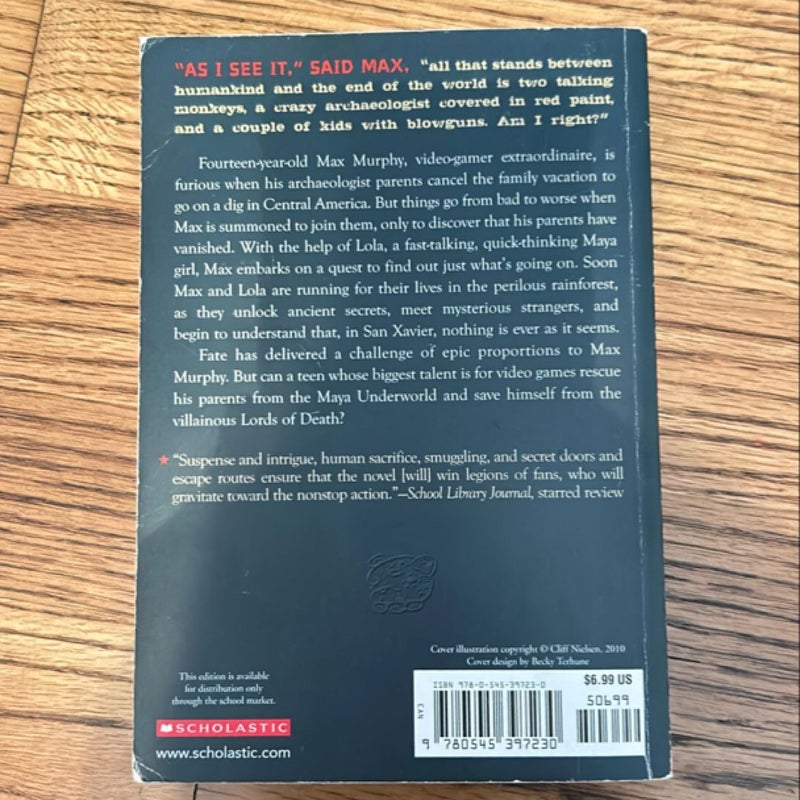 "AS I SEE IT," SAID MAX, "all that stands between
humankind and the end of the world is two talking
monkeys, a crazy archaeologist covered in red paint,
and a couple of kids with blowguns. Am I right?"
Fourteen-year-old Max Murphy, video-gamer extraordinaire, is
furious when his archaeologist parents cancel the family vacation to
go on a dig in Central America. But things go from bad to worse when
Max is summoned to join them, only to discover that his parents have
vanished. With the help of Lola, a fast-talking, quick-thinking Maya
girl, Max embarks on a quest to find out just what's going on. Soon
Max and Lola are running for their lives in the perilous rainforest,
as they unlock ancient secrets, meet mysterious strangers, and
begin to understand that, in San Xavier, nothing is ever as it seems.
Fate has delivered a challenge of epic proportions to Max
Murphy. But can a teen whose biggest talent is for video games rescue
his parents from the Maya Underworld and save himself from the
villainous Lords of Death?
★ "Suspense and intrigue, human sacrifice, smuggling, and secret doors and
escape routes ensure that the novel [will] win legions of fans, who will
gravitate toward the nonstop action."—School Library Journal, starred review
Cover illustration copyright © Cliff Nielsen, 2010
Cover design by Becky Terhune
This edition is available
for distribution only
through the school market.
SCHOLASTIC
www.scholastic.com
ISBN 978-0-545-39723-0
$6.99 US
50699
EAN
9 780545 397230